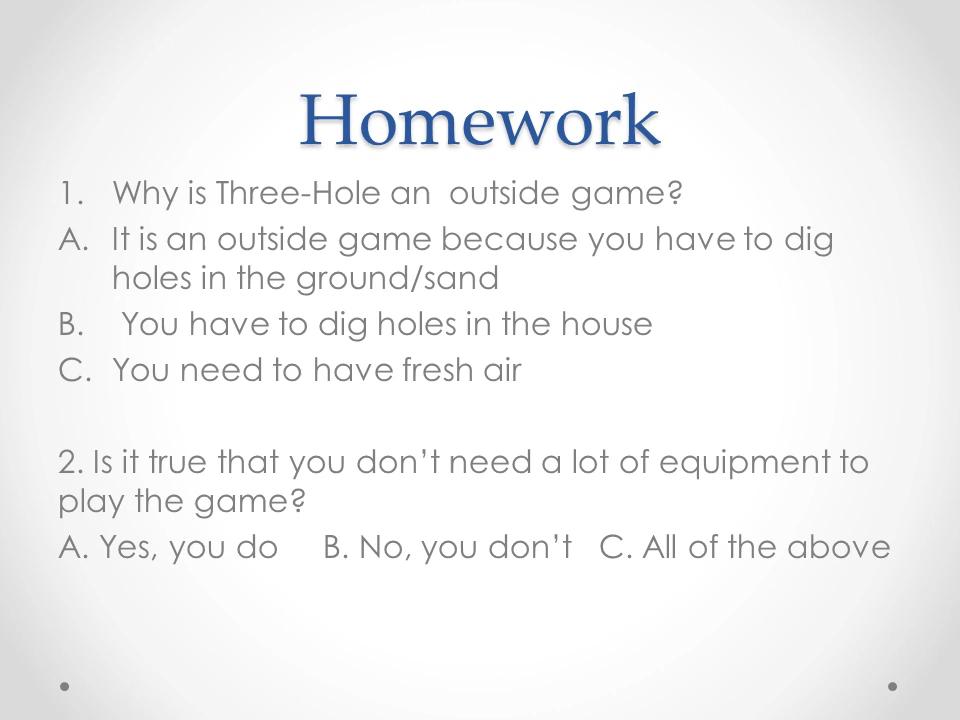 Homework
1. Why is Three-Hole an  outside game?
A. It is an outside game because you have to dig
holes in the ground/sand
B.  You have to dig holes in the house
C. You need to have fresh air
2. Is it true that you don’t need a lot of equipment to
play the game?
A. Yes, you do B. No, you don’t C. All of the above